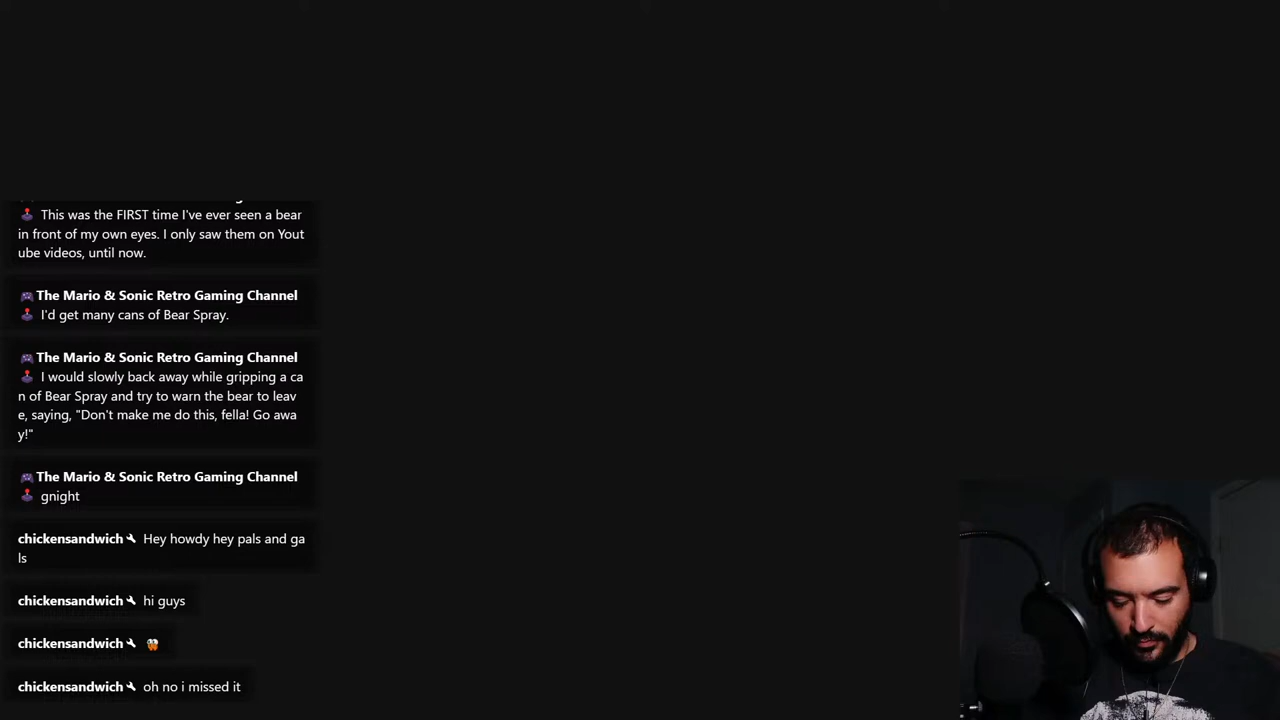 This was the FIRST time I've ever seen a bear
in front of my own eyes. I only saw them on Yout
ube videos, until now.
The Mario & Sonic Retro Gaming Channel
I'd get many cans of Bear Spray.
The Mario & Sonic Retro Gaming Channel
I would slowly back away while gripping a ca
n of Bear Spray and try to warn the bear to leav
e, saying, "Don't make me do this, fella! Go awa
y!"
The Mario & Sonic Retro Gaming Channel
gnight
chickensandwich Hey howdy hey pals and ga
ls
chickensandwich hi guys
chickensandwich
chickensandwich oh no i missed it